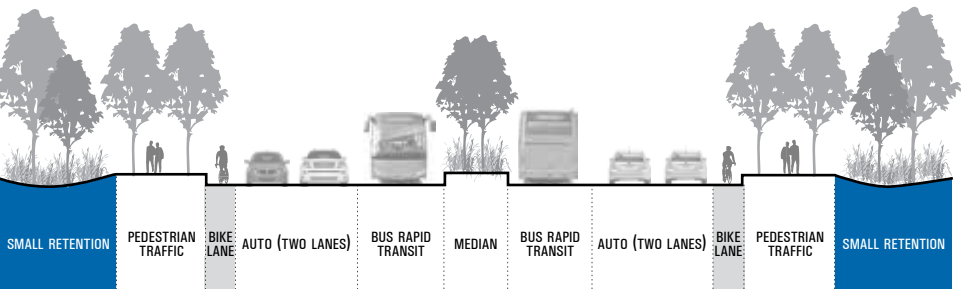 SMALL RETENTION
PEDESTRIAN
TRAFFIC
BIKE
LANE
AUTO (TWO LANES)
BUS RAPID
TRANSIT
MEDIAN
BUS RAPID
TRANSIT
AUTO (TWO LANES)
BIKE
LANE
PEDESTRIAN
TRAFFIC
SMALL RETENTION